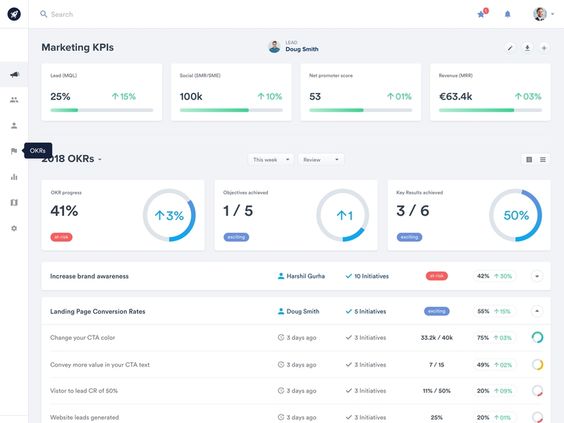 Search
1
Marketing KPIs
LEAD
Doug Smith
Lead (MQL)
25%
15%
Social (SMR/SME)
100k
10%
Net promoter score
53
01%
Revenue (MRR)
€63.4k
03%
OKRs
2018 OKRs
This week
Review
OKR progress
41%
at-risk
3%
Objectives achieved
1 / 5
exciting
1
Key Results achieved
3 / 6
exciting
50%
Increase brand awareness
Harshil Gurha
10 Initiatives
at-risk
42%
30%
Landing Page Conversion Rates
Doug Smith
5 Initiatives
exciting
55%
15%
Change your CTA color
3 days ago
3 Initiatives
33.2k / 40k
75%
03%
Convey more value in your CTA text
3 days ago
3 Initiatives
7 / 15
49%
02%
Vistor to lead CR of 50%
3 days ago
3 Initiatives
11% / 50%
20%
09%
Website leads generated
3 days ago
3 Initiatives
25%
20%
01%